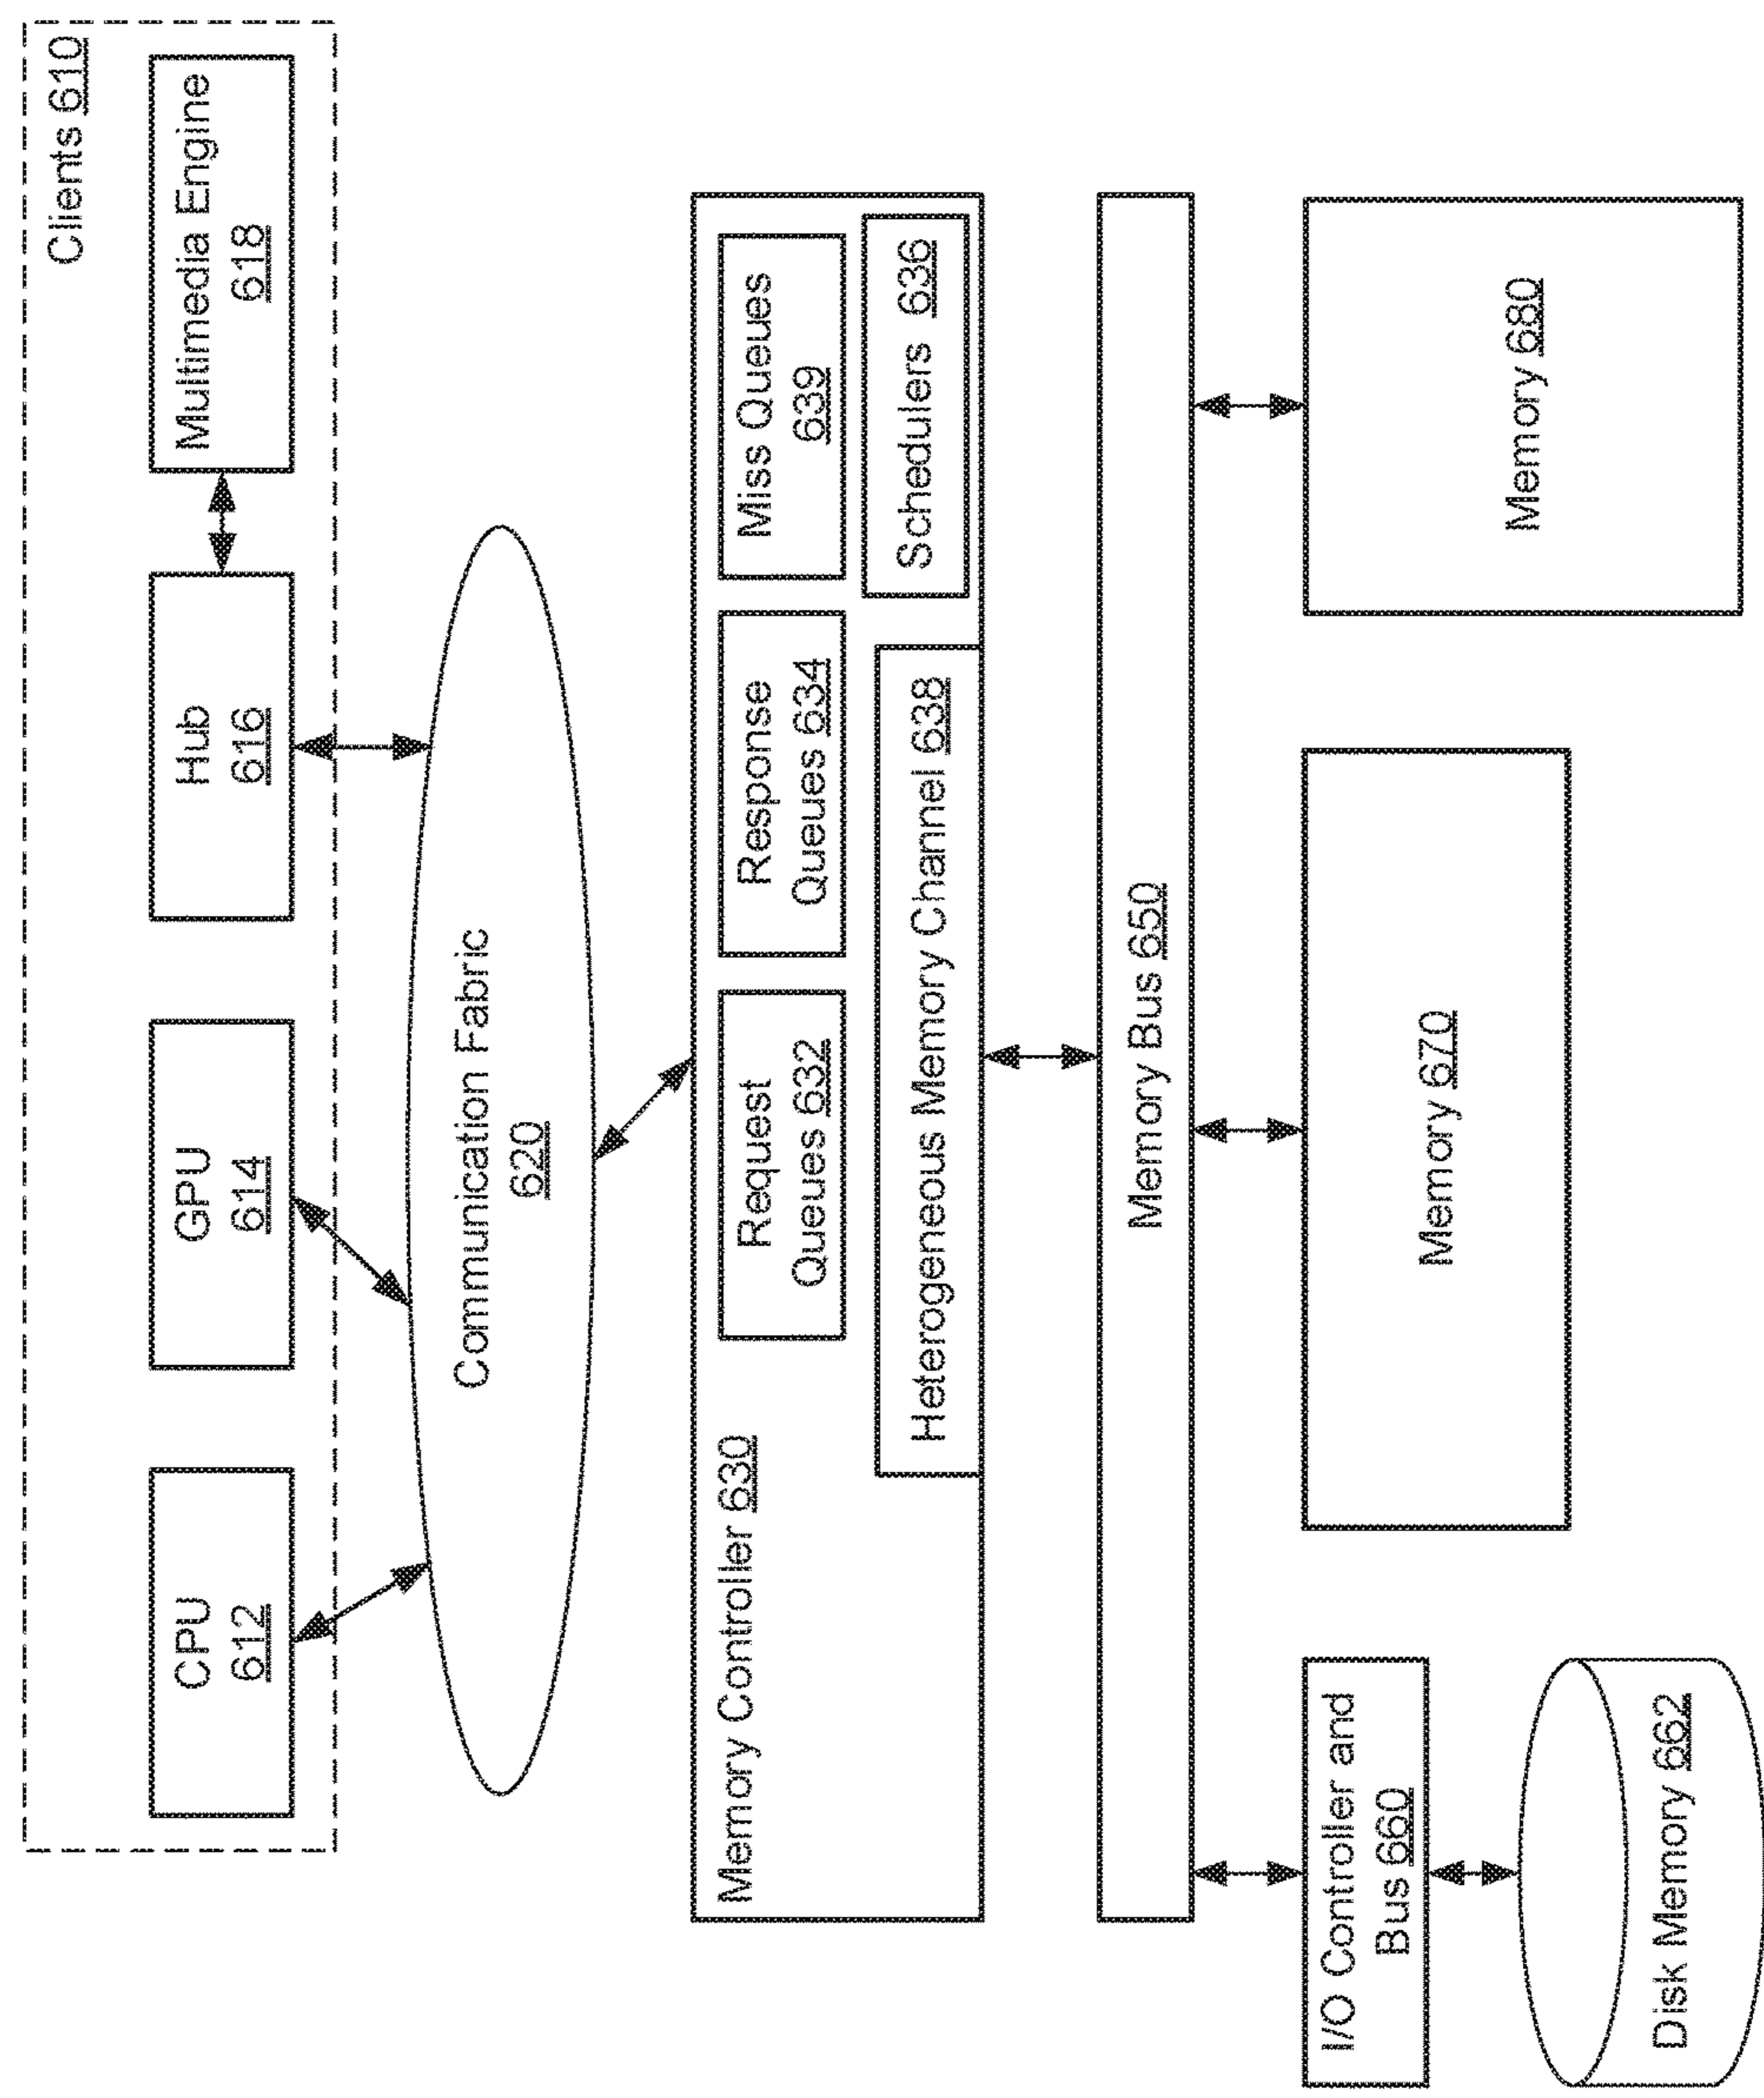 Clients 610
CPU
612
GPU
614
Hub
616
Multimedia Engine
618
Communication Fabric
620
Memory Controller 630
Request
Queues 632
Response
Queues 634
Miss Queues
639
Heterogeneous Memory Channel 638
Schedulers 636
Memory Bus 650
I/O Controller and
Bus 660
Disk Memory 662
Memory 670
Memory 680